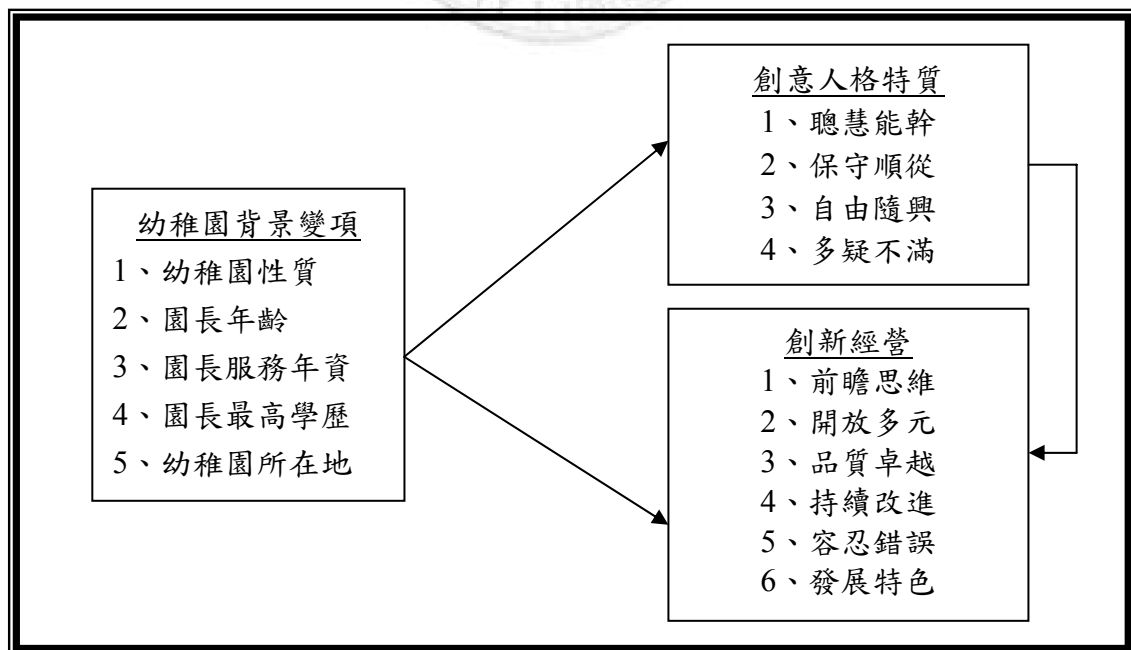 幼稚園背景變項
1、幼稚園性質
2、園長年齡
3、園長服務年資
4、園長最高學歷
5、幼稚園所在地
創意人格特質
1、聰慧能幹
2、保守順從
3、自由隨興
4、多疑不滿
創新經營
1、前瞻思維
2、開放多元
3、品質卓越
4、持續改進
5、容忍錯誤
6、發展特色